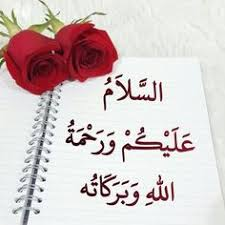 السَّلَامُ
عَلَيْكُمْ وَرَحْمَةُ
اللهِ وَبَرَكَاتُه